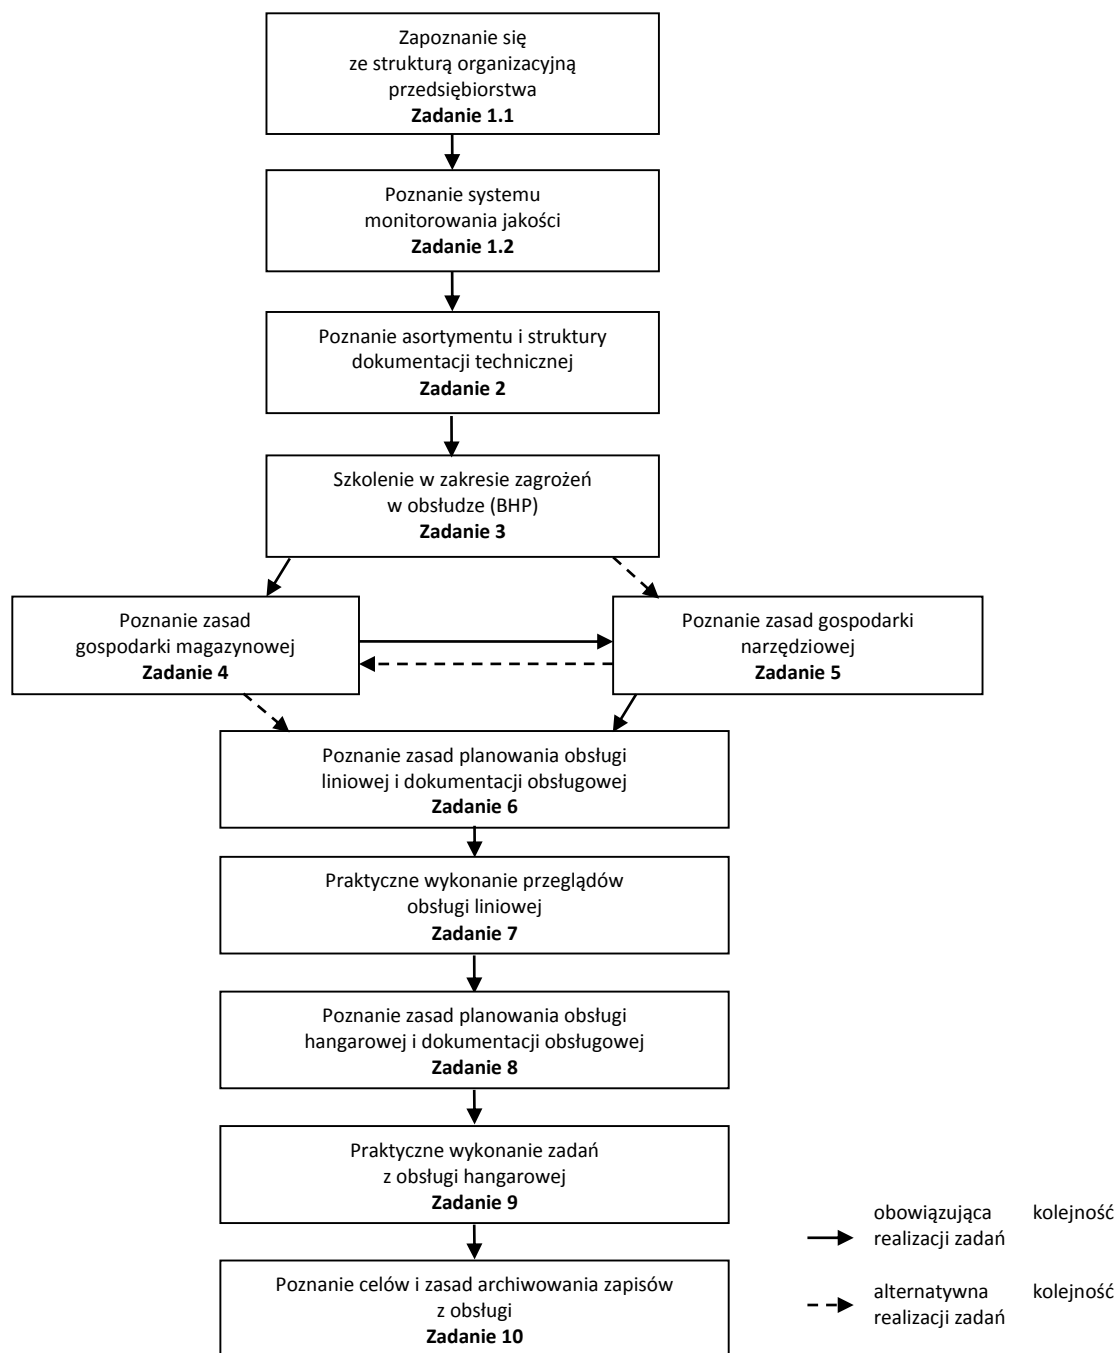 Zapoznanie się
ze strukturą organizacyjną
przedsiębiorstwa
Zadanie 1.1
Poznanie systemu
monitorowania jakości
Zadanie 1.2
Poznanie asortymentu i struktury
dokumentacji technicznej
Zadanie 2
Szkolenie w zakresie zagrożeń
w obsłudze (BHP)
Zadanie 3
Poznanie zasad
gospodarki magazynowej
Zadanie 4
Poznanie zasad gospodarki
narzędziowej
Zadanie 5
Poznanie zasad planowania obsługi
liniowej i dokumentacji obsługowej
Zadanie 6
Praktyczne wykonanie przeglądów
obsługi liniowej
Zadanie 7
Poznanie zasad planowania obsługi
hangarowej i dokumentacji obsługowej
Zadanie 8
Praktyczne wykonanie zadań
z obsługi hangarowej
Zadanie 9
Poznanie celów i zasad archiwowania zapisów
z obsługi
Zadanie 10
obowiązująca kolejność
realizacji zadań
alternatywna kolejność
realizacji zadań